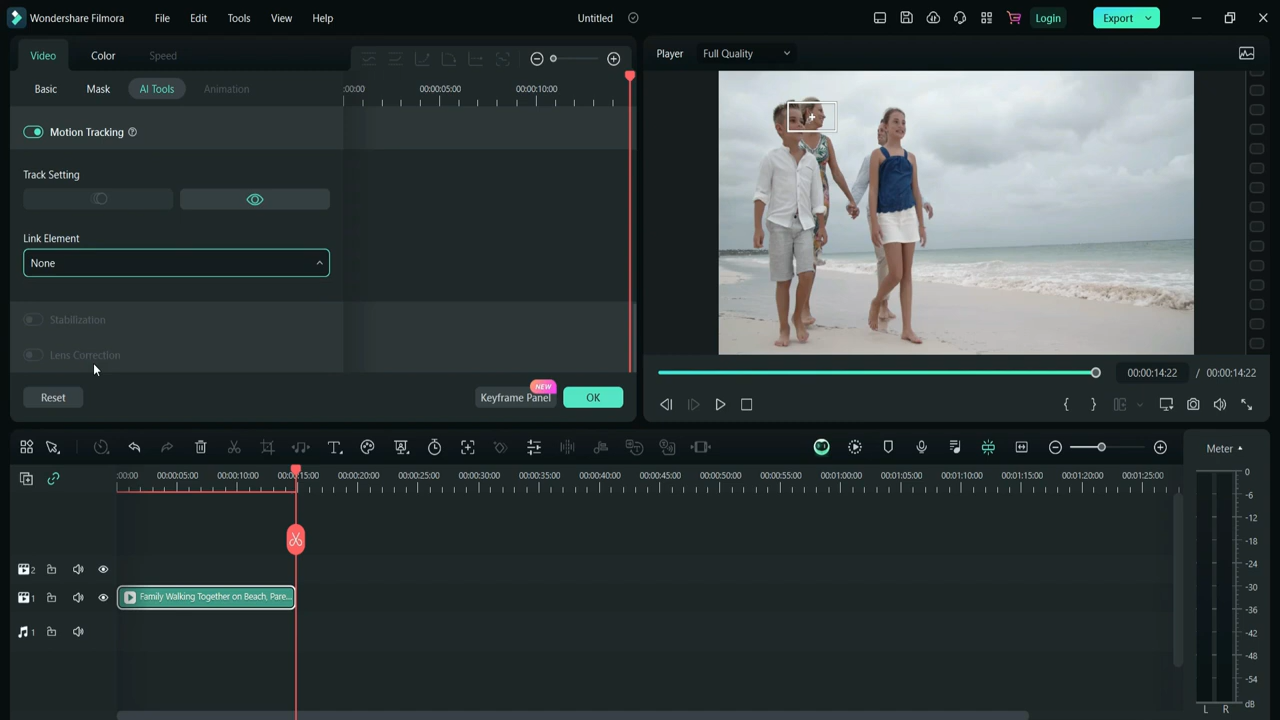 Wondershare Filmora File Edit Tools View Help Untitled Login Export
Video Color Speed
Player Full Quality
Basic Mask AI Tools Animation
:00:00 00:00:05:00 00:00:10:00
Motion Tracking
Track Setting
Link Element
None
Stabilization
Lens Correction
00:00:14:22 / 00:00:14:22
NEW
Reset Keyframe Panel OK
Meter
:00:00 00:00:05:00 00:00:10:00 00:00:15:00 00:00:20:00 00:00:25:00 00:00:30:00 00:00:35:00 00:00:40:00 00:00:45:00 00:00:50:00 00:00:55:00 00:01:00:00 00:01:05:00 00:01:10:00 00:01:15:00 00:01:20:00 00:01:25:00
0
-6
-12
-18
-24
-30
-36
-42
-48
-54
dB
L R
2
1 Family Walking Together on Beach, Pare...
1